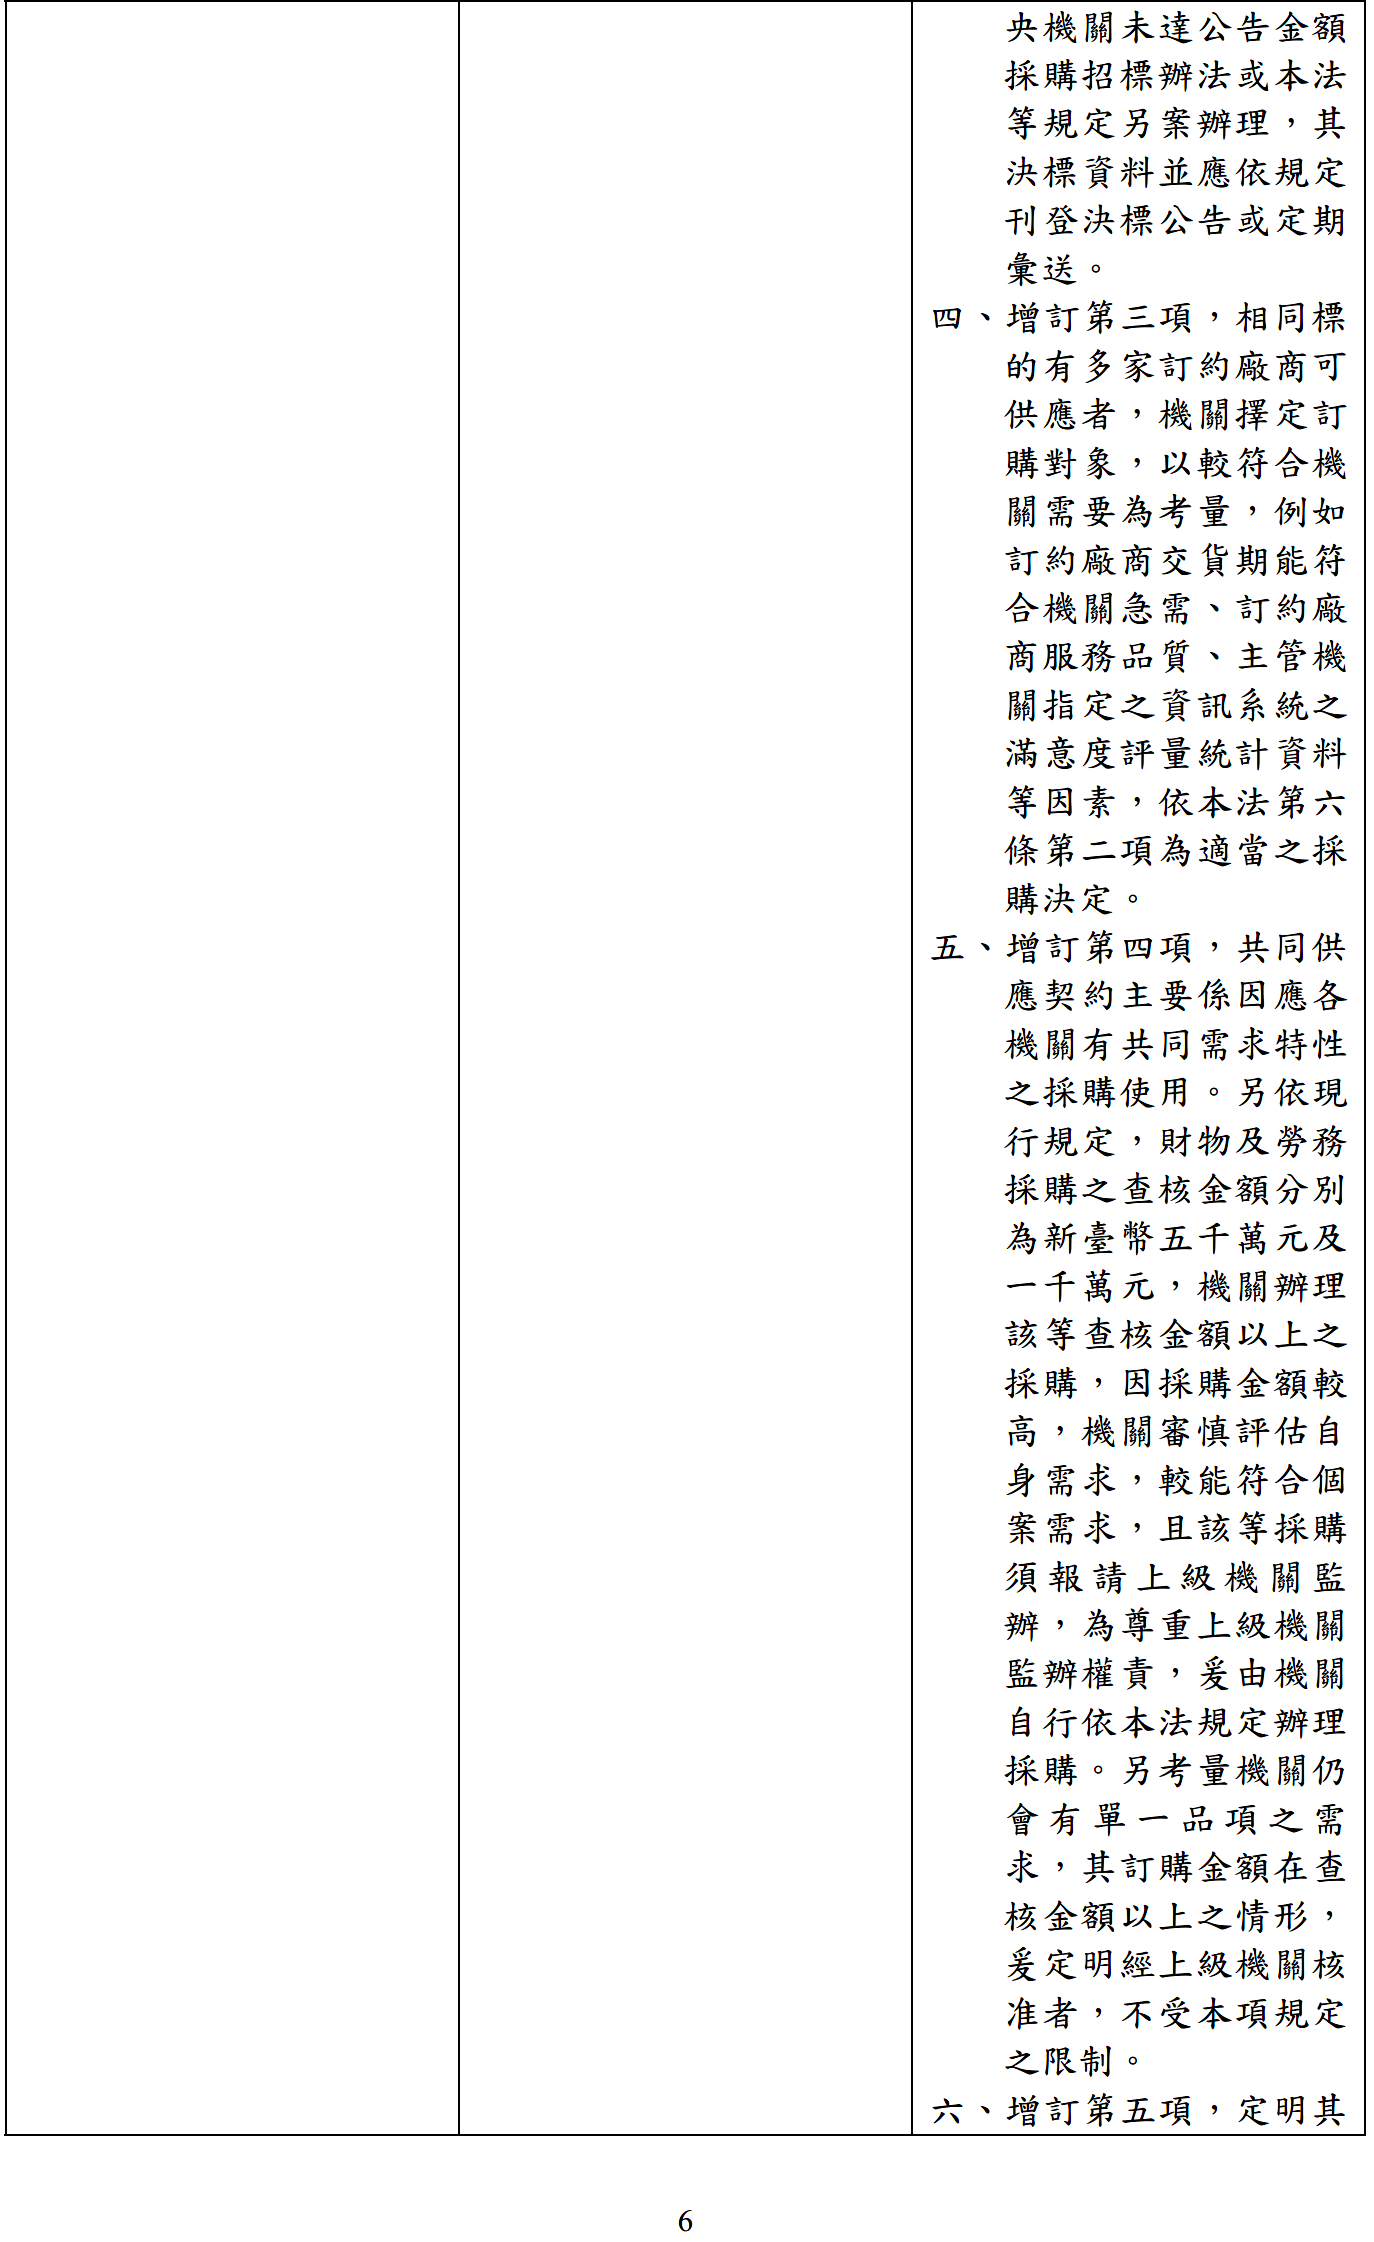 央機關未達公告金額
採購招標辦法或本法
等規定另案辦理，其
決標資料並應依規定
刊登決標公告或定期
彙送。
四、增訂第三項，相同標
的有多家訂約廠商可
供應者，機關擇定訂
購對象，以較符合機
關需要為考量，例如
訂約廠商交貨期能符
合機關急需、訂約廠
商服務品質、主管機
關指定之資訊系統之
滿意度評量統計資料
等因素，依本法第六
條第二項為適當之採
購決定。
五、增訂第四項，共同供
應契約主要係因應各
機關有共同需求特性
之採購使用。另依現
行規定，財物及勞務
採購之查核金額分別
為新臺幣五千萬元及
一千萬元，機關辦理
該等查核金額以上之
採購，因採購金額較
高，機關審慎評估自
身需求，較能符合個
案需求，且該等採購
須報請上級機關監
辦，為尊重上級機關
監辦權責，爰由機關
自行依本法規定辦理
採購。另考量機關仍
會有單一品項之需
求，其訂購金額在查
核金額以上之情形，
爰定明經上級機關核
准者，不受本項規定
之限制。
六、增訂第五項，定明其
6